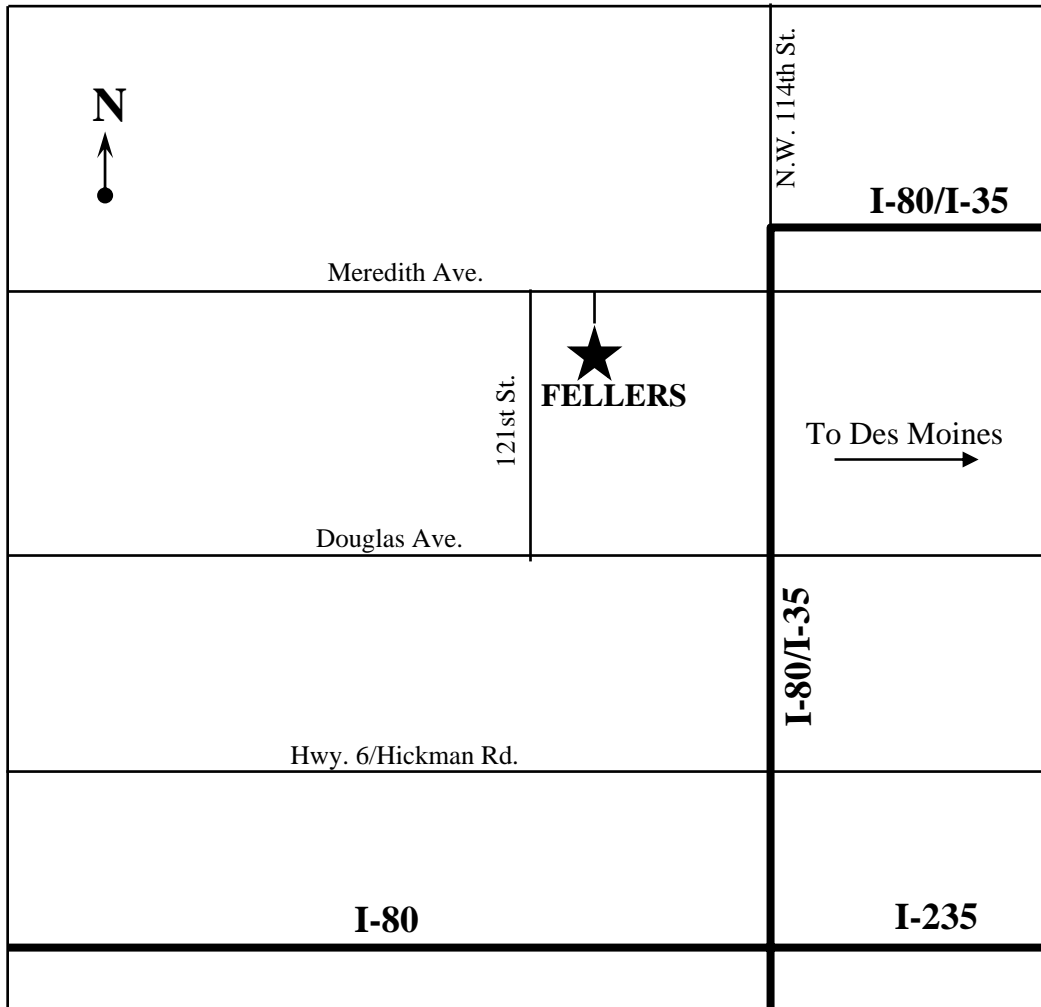 N.W. 114th St.
N
I-80/I-35
Meredith Ave.
121st St.
FELLERS
To Des Moines
Douglas Ave.
I-80/I-35
Hwy. 6/Hickman Rd.
I-80
I-235